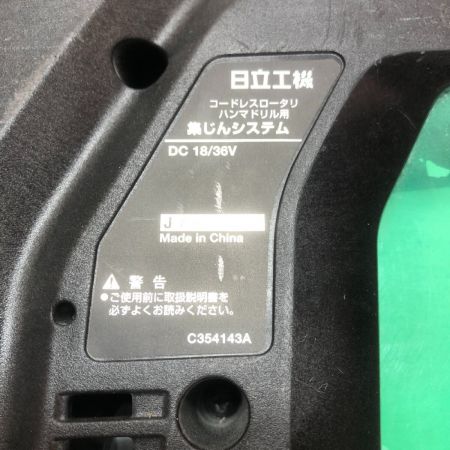 日立工機
コードレスロータリ
ハンマドリル用
集じんシステム
DC 18/36V
J
Made in China
警告
●ご使用前に取扱説明書を
必ずよくお読みください。
C354143A